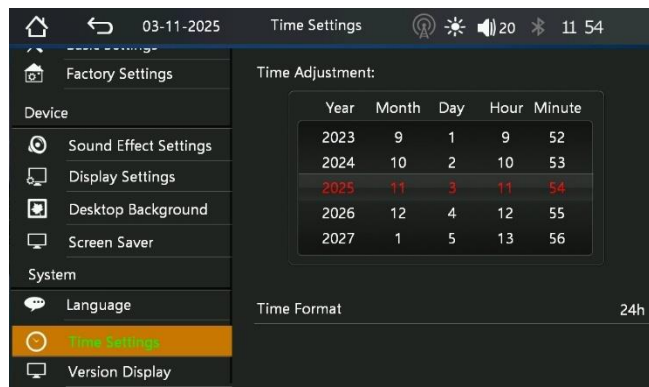 03-11-2025 Time Settings 20 11 54
Factory Settings
Device
Sound Effect Settings
Display Settings
Desktop Background
Screen Saver
System
Language
Time Settings
Version Display
Time Adjustment:
Year Month Day Hour Minute
2023 9 1 9 52
2024 10 2 10 53
2025 11 3 11 54
2026 12 4 12 55
2027 1 5 13 56
Time Format 24h